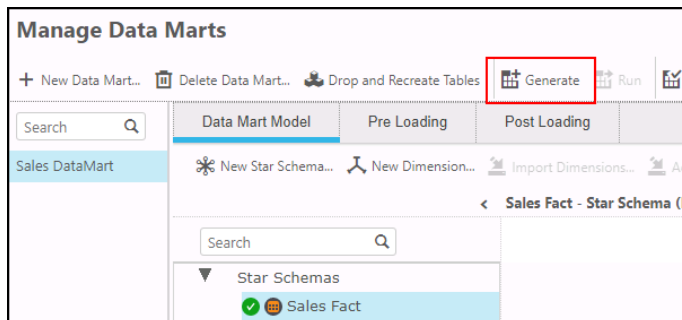 Manage Data Marts
New Data Mart... Delete Data Mart... Drop and Recreate Tables Generate Run
Search Data Mart Model Pre Loading Post Loading
Sales DataMart New Star Schema... New Dimension... Import Dimensions...
Sales Fact - Star Schema (
Search
Star Schemas
Sales Fact